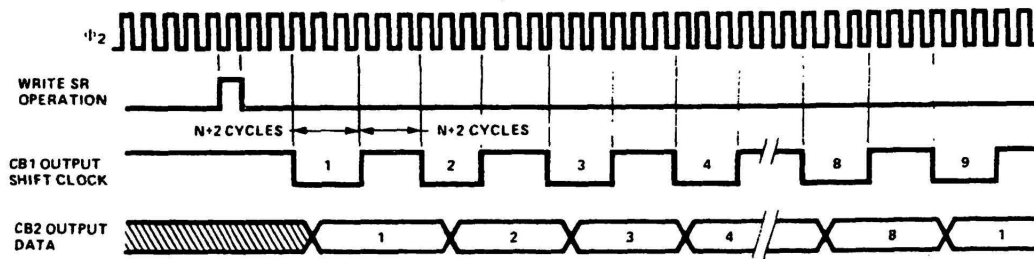 Φ2
WRITE SR
OPERATION
N+2 CYCLES N+2 CYCLES
CB1 OUTPUT
SHIFT CLOCK
1 2 3 4 8 9
CB2 OUTPUT
DATA
1 2 3 4 8 1